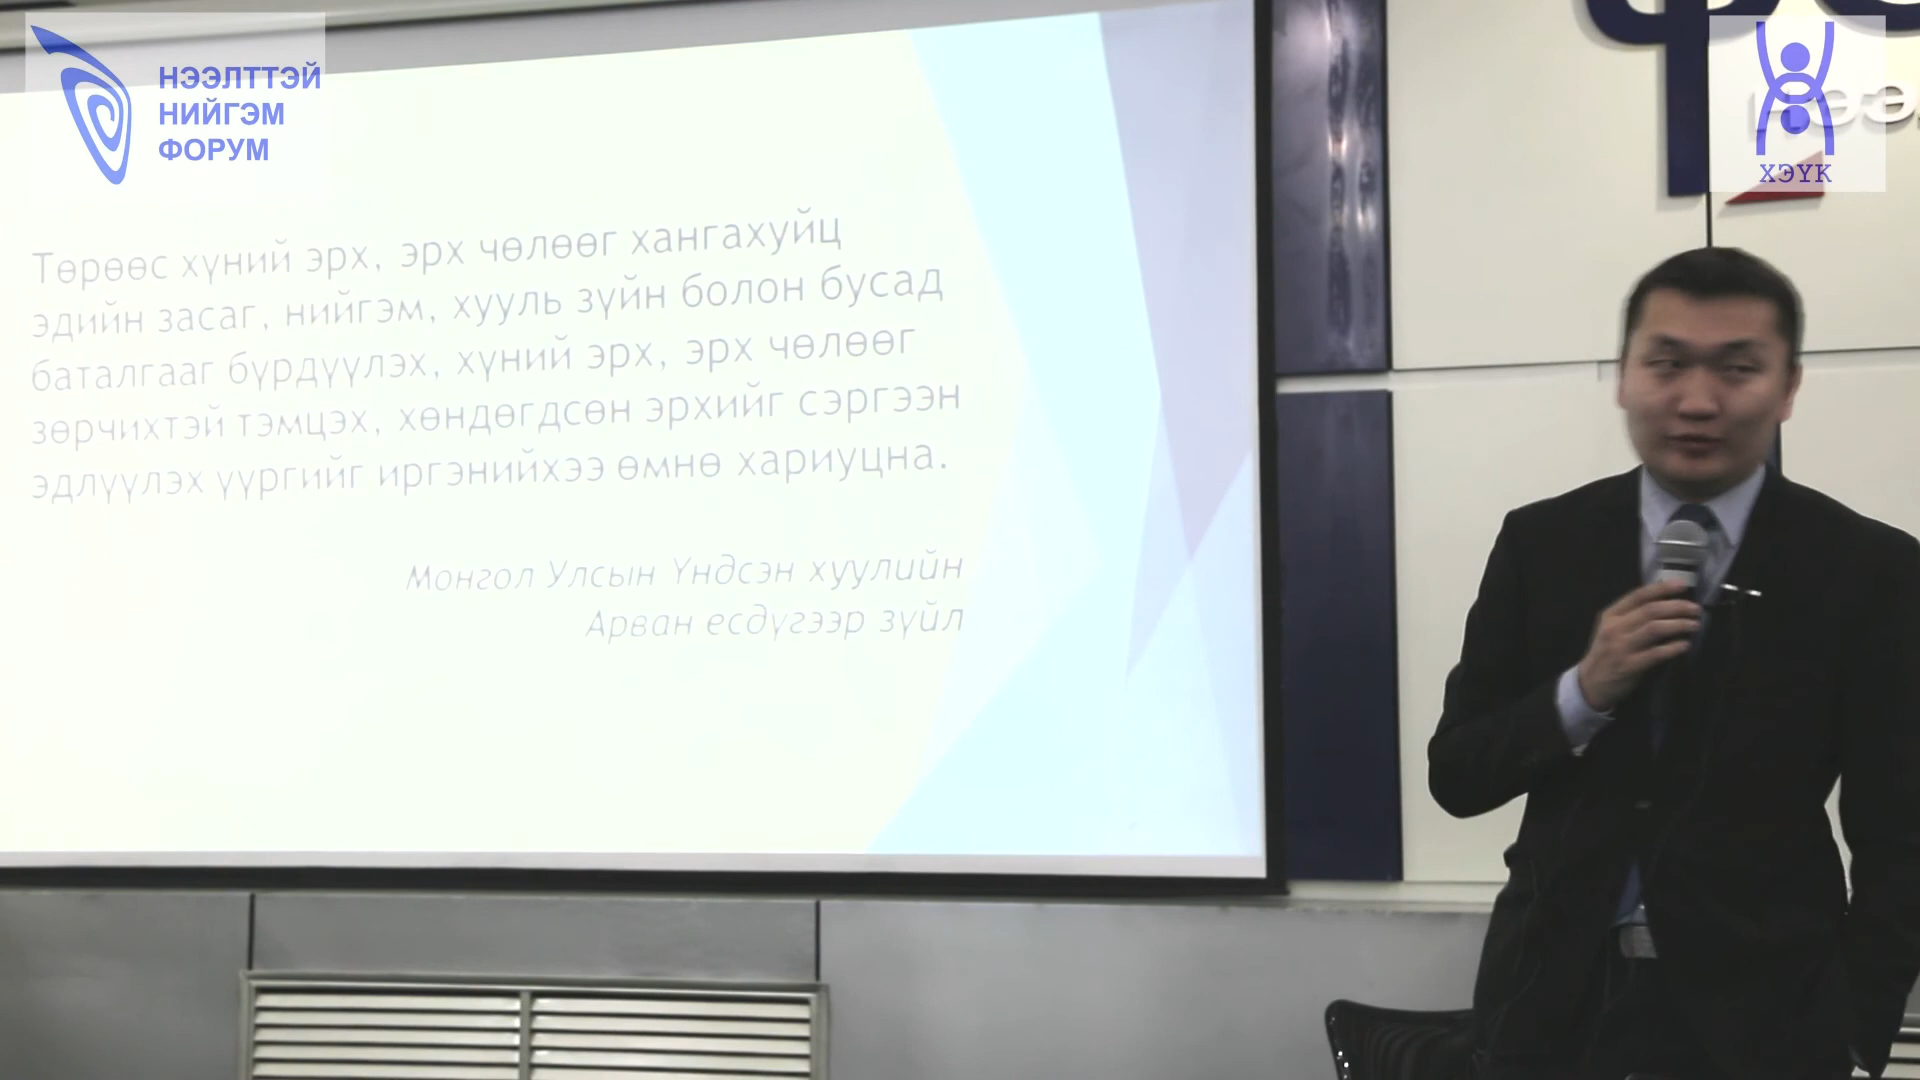 НЭЭЛТТЭЙ
НИЙГЭМ
ФОРУМ
ХЭҮК
Төрөөс хүний эрх, эрх чөлөөг хангахуйц
эдийн засаг, нийгэм, хууль зүйн болон бусад
баталгааг бүрдүүлэх, хүний эрх, эрх чөлөөг
зөрчихтэй тэмцэх, хөндөгдсөн эрхийг сэргээн
эдлүүлэх үүргийг иргэнийхээ өмнө хариуцна.
Монгол Улсын Үндсэн хуулийн
Арван есдүгээр зүйл